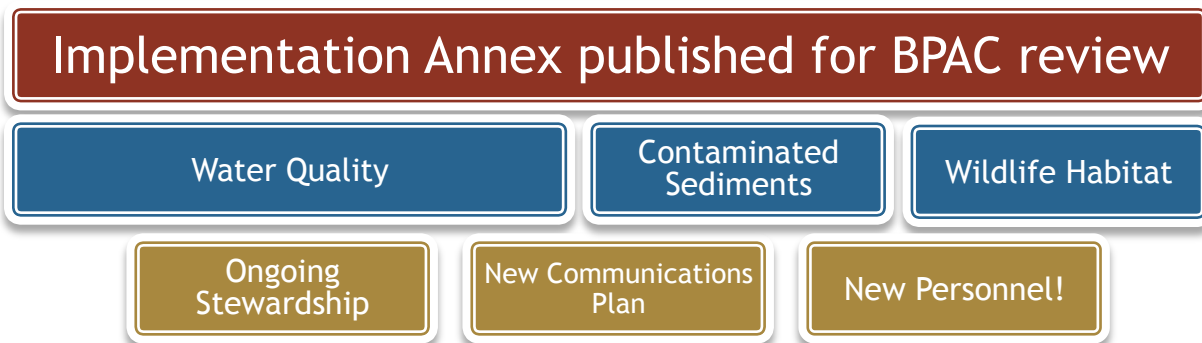 Implementation Annex published for BPAC review
Water Quality
Contaminated
Sediments
Wildlife Habitat
Ongoing
Stewardship
New Communications
Plan
New Personnel!